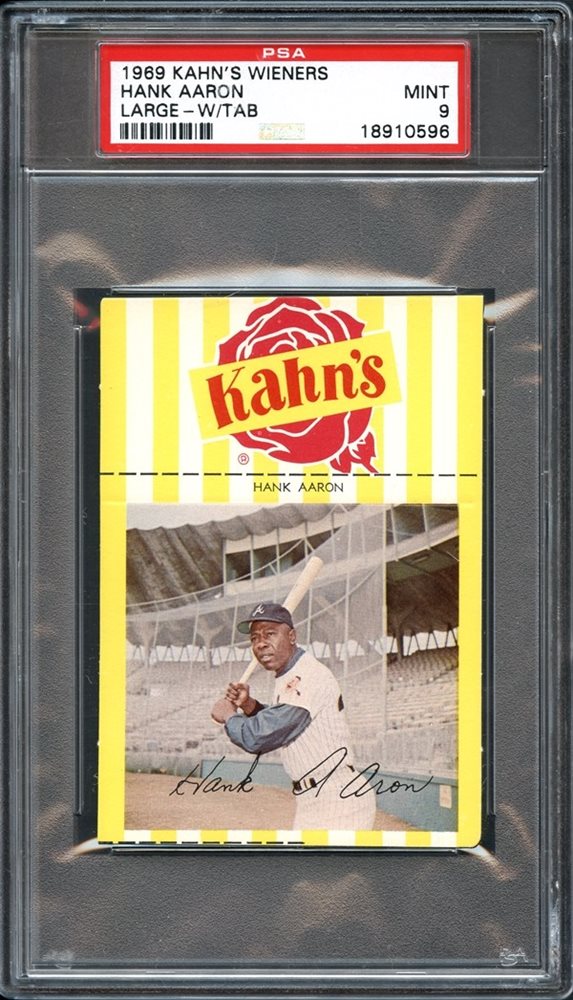 PSA
1969 KAHN'S WIENERS
HANK AARON MINT
LARGE-W/TAB 9
18910596
Kahn's
®
HANK AARON
A
Hank Aaron